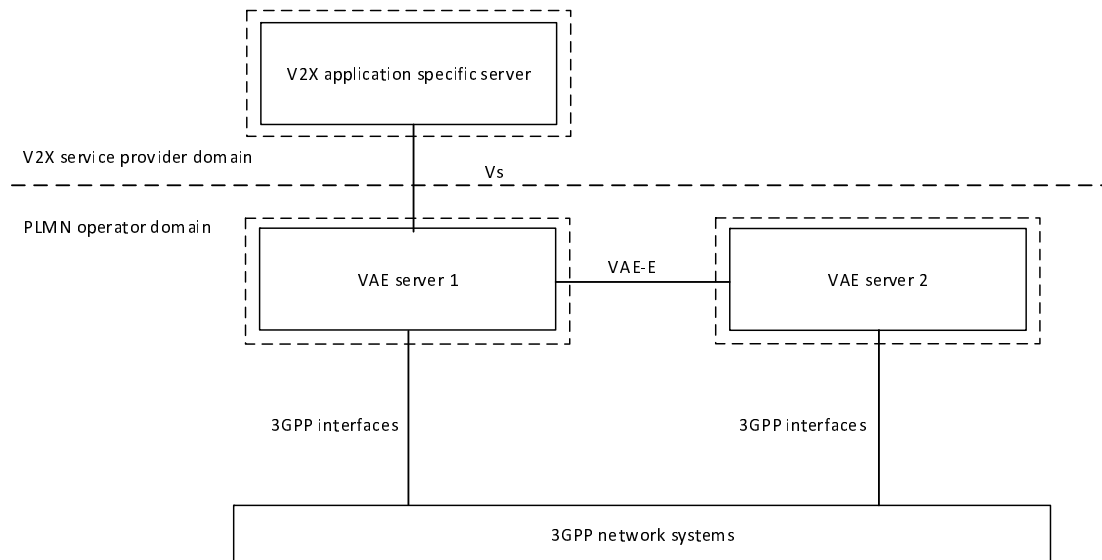 V2X application specific server
V2X service provider domain
Vs
PLMN operator domain
VAE server 1
VAE-E
VAE server 2
3GPP interfaces
3GPP interfaces
3GPP network systems